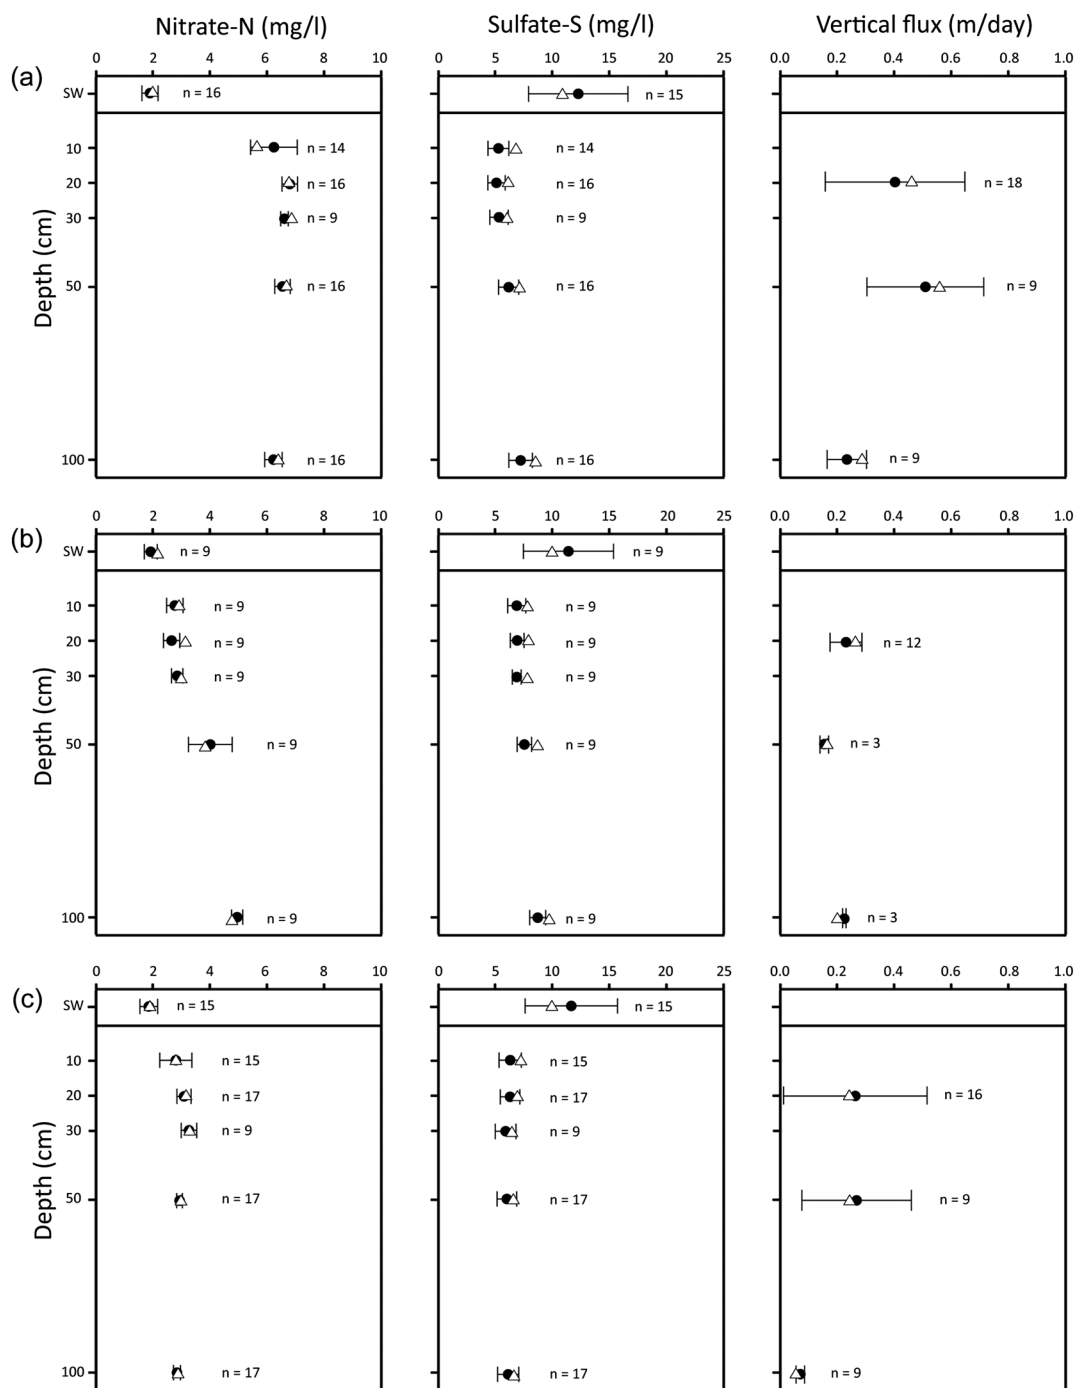 Nitrate-N (mg/l) Sulfate-S (mg/l) Vertical flux (m/day)
(a)
0 2 4 6 8 10 0 5 10 15 20 25 0.0 0.2 0.4 0.6 0.8 1.0
SW n = 16 n = 15
10 n = 14 n = 14
20 n = 16 n = 16 n = 18
30 n = 9 n = 9
50 n = 16 n = 16 n = 9
100 n = 16 n = 16 n = 9
Depth (cm)
(b)
0 2 4 6 8 10 0 5 10 15 20 25 0.0 0.2 0.4 0.6 0.8 1.0
SW n = 9 n = 9
10 n = 9 n = 9
20 n = 9 n = 9 n = 12
30 n = 9 n = 9
50 n = 9 n = 9 n = 3
100 n = 9 n = 9 n = 3
Depth (cm)
(c)
0 2 4 6 8 10 0 5 10 15 20 25 0.0 0.2 0.4 0.6 0.8 1.0
SW n = 15 n = 15
10 n = 15 n = 15
20 n = 17 n = 17 n = 16
30 n = 9 n = 9
50 n = 17 n = 17 n = 9
100 n = 17 n = 17 n = 9
Depth (cm)